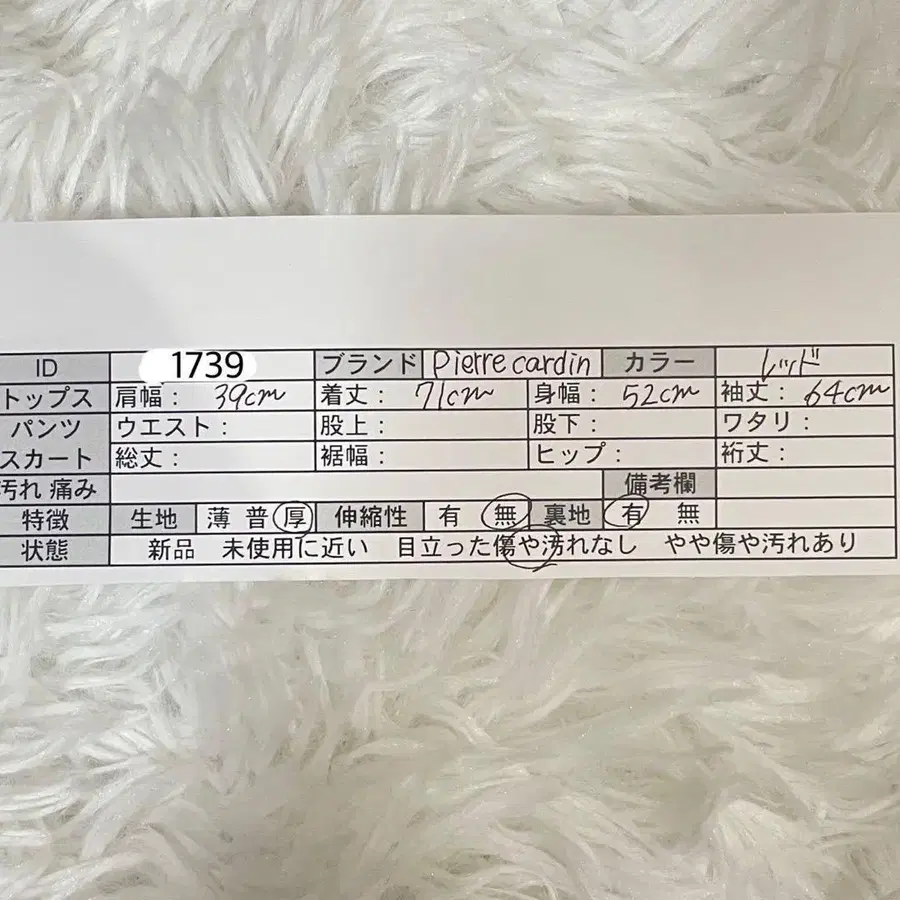 ID 1739 ブランド Pierre cardin カラー レッド
トップス 肩幅： 39cm 着丈： 71cm 身幅： 52cm 袖丈： 64cm
パンツ ウエスト： 股上： 股下： ワタリ：
スカート 総丈： 裾幅： ヒップ： 裄丈：
汚れ 痛み 備考欄
特徴 生地 薄 普 厚 伸縮性 有 無 裏地 有 無
状態 新品 未使用に近い 目立った傷や汚れなし やや傷や汚れあり